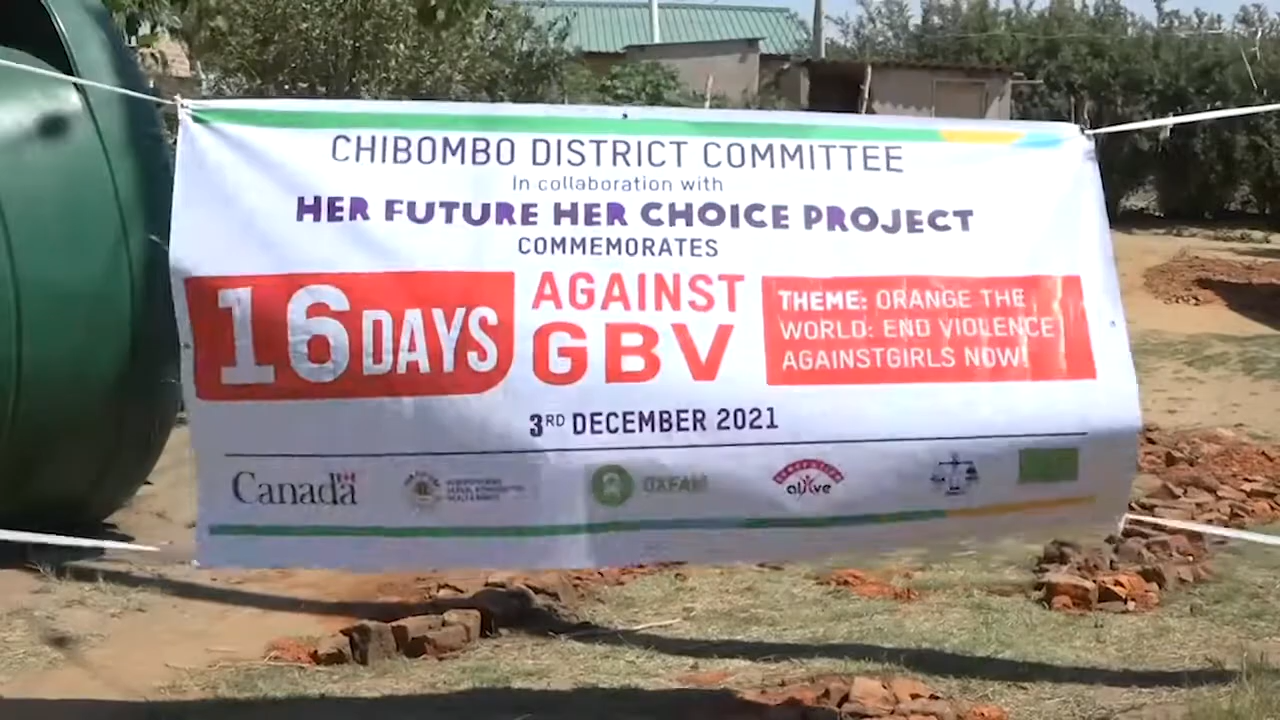 CHIBOMBO DISTRICT COMMITTEE
In collaboration with
HER FUTURE HER CHOICE PROJECT
COMMEMORATES
16 DAYS
AGAINST
GBV
THEME: ORANGE THE
WORLD: END VIOLENCE
AGAINSTGIRLS NOW!
3RD DECEMBER 2021
Canada
OXFAM
alive